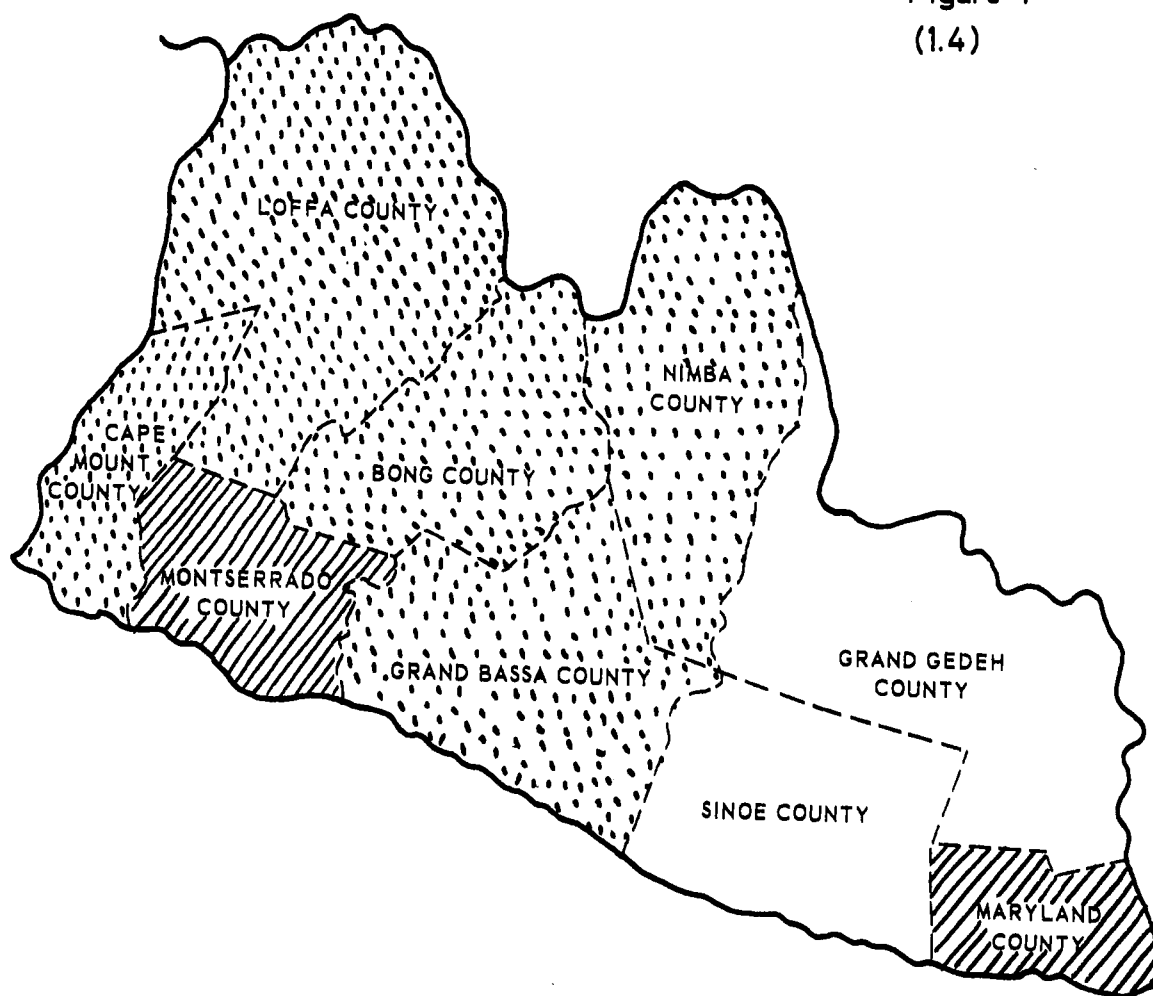 (1.4)
LOFFA COUNTY
NIMBA
COUNTY
CAPE
MOUNT
COUNTY
BONG COUNTY
MONTSERRADO
COUNTY
GRAND BASSA COUNTY
GRAND GEDEH
COUNTY
SINOE COUNTY
MARYLAND
COUNTY